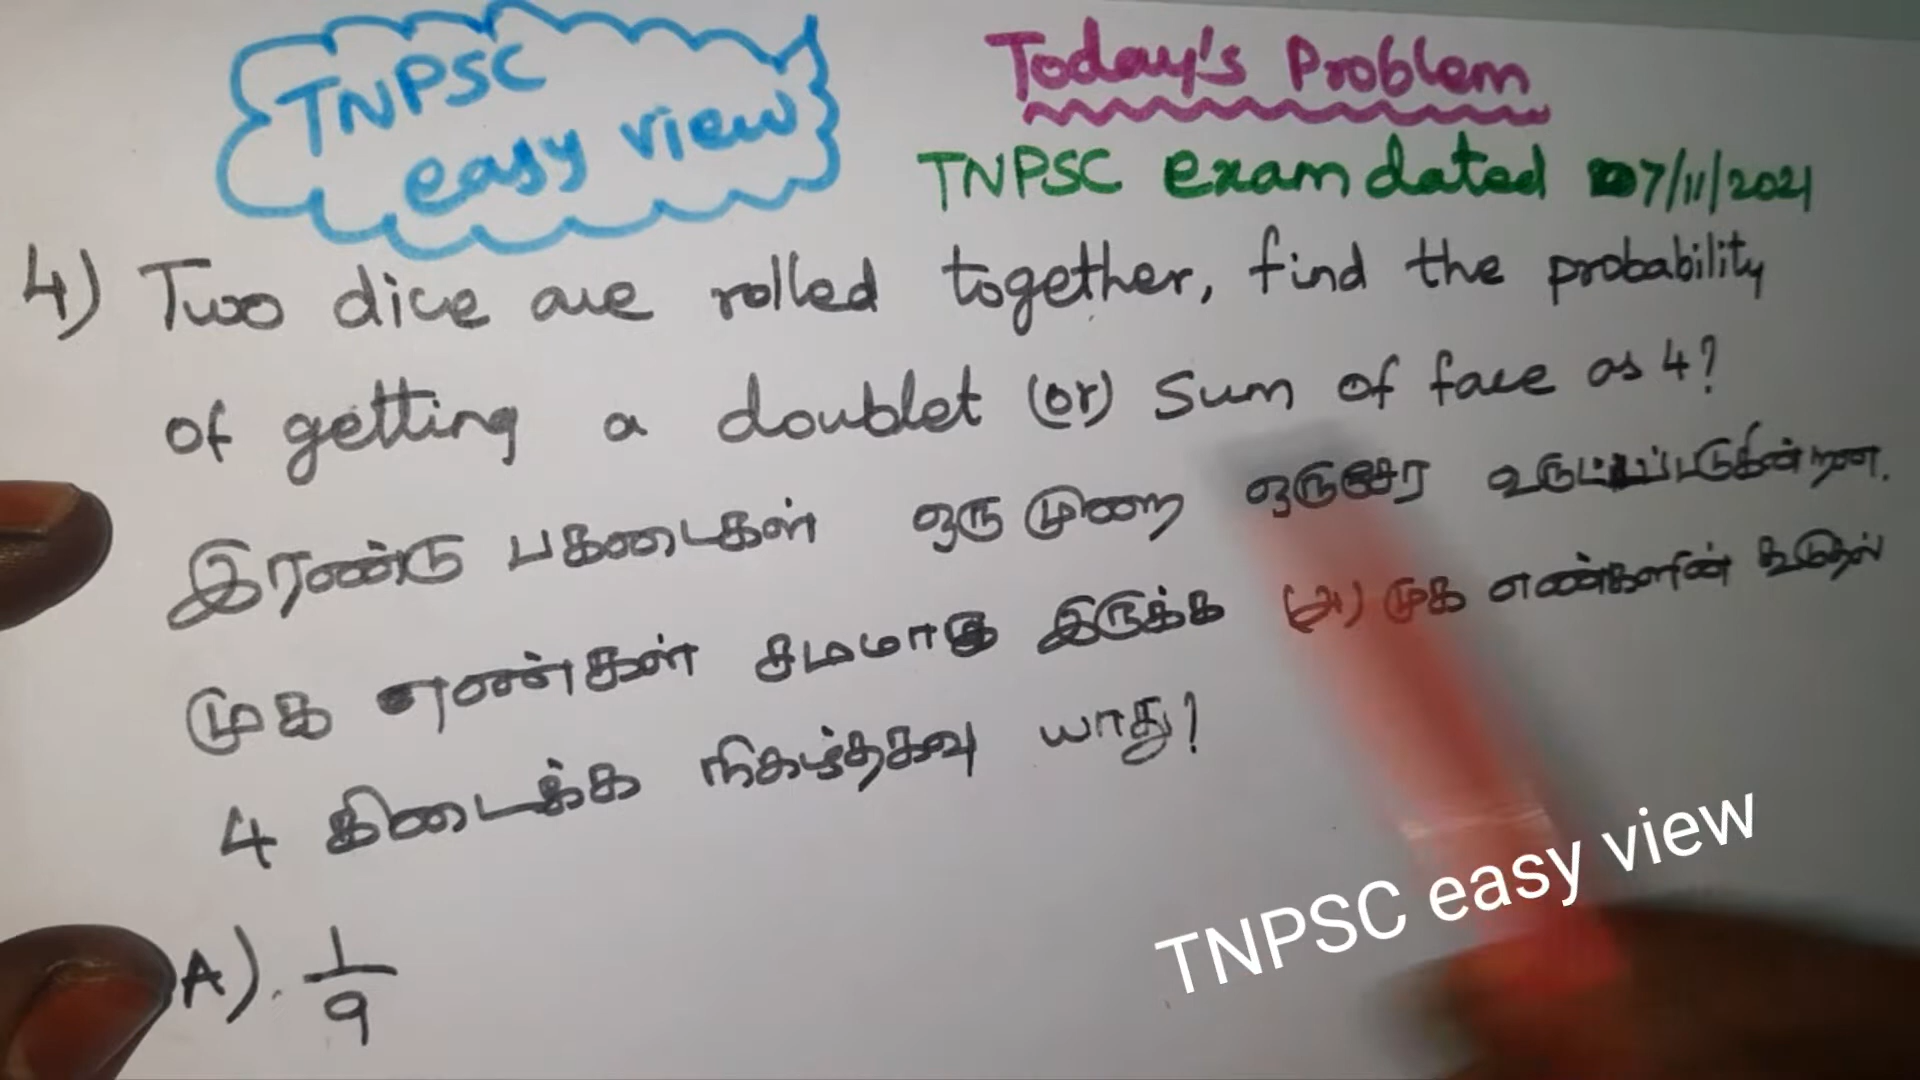 TNPSC
easy view
Today's Problem
TNPSC exam dated 07/11/2021
4) Two dice are rolled together, find the probability
of getting a doublet (or) sum of face as 4?
இரண்டு பகடைகள் ஒரு முறை ஒருசேர உருட்டப்படுகின்றன.
முக எண்கள் சமமாக இருக்க (அ) முக எண்களின் கூடுதல்
4 கிடைக்க நிகழ்தகவு யாது?
A). 1/9
TNPSC easy view